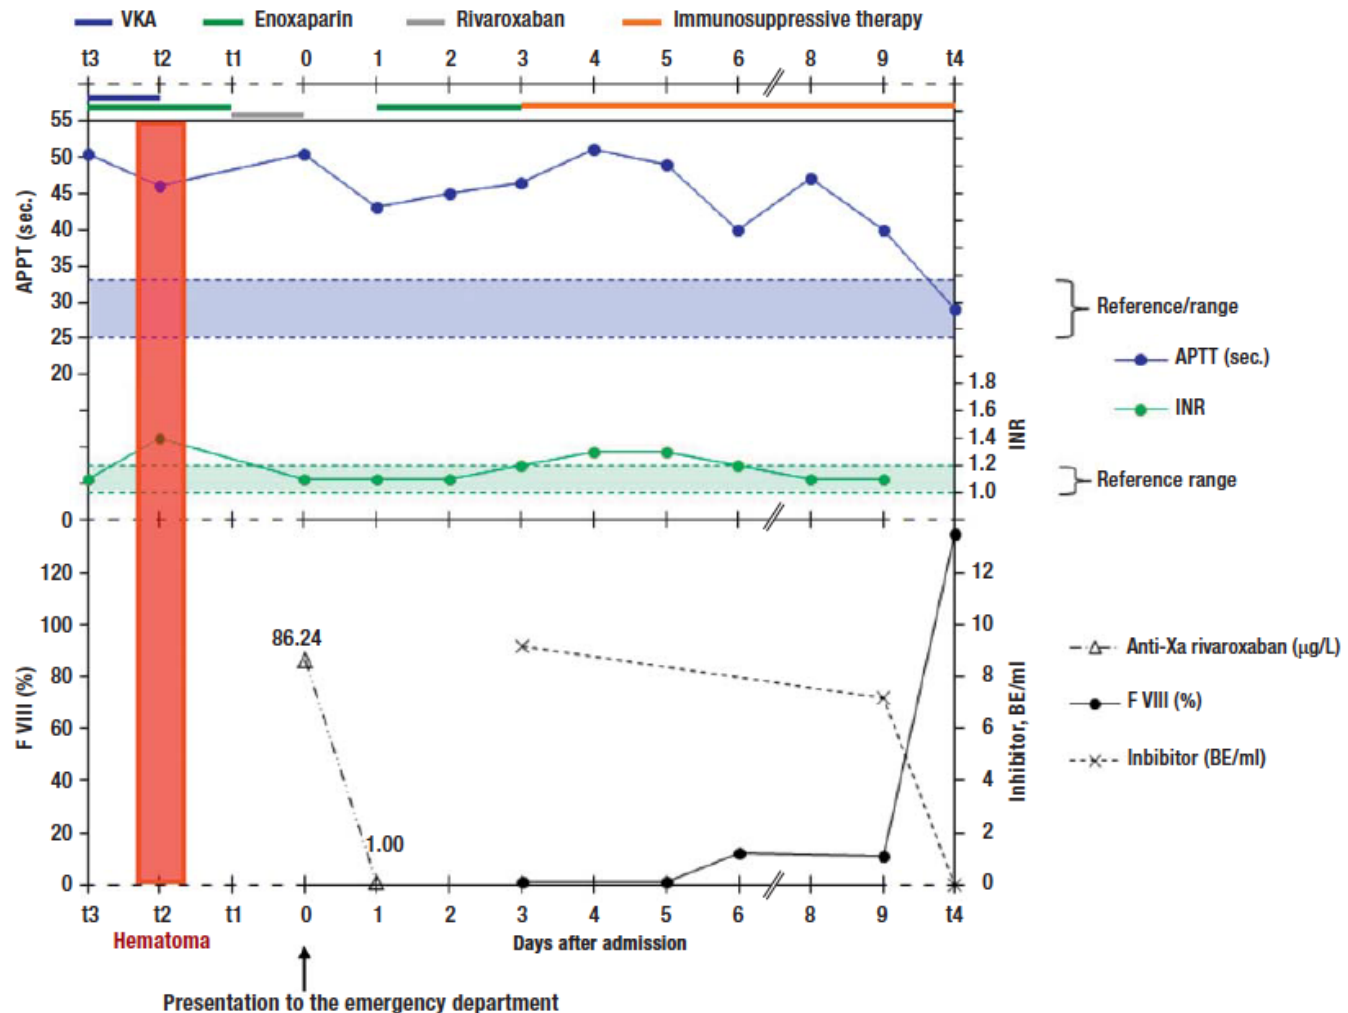 VKA Enoxaparin Rivaroxaban Immunosuppressive therapy
t3 t2 t1 0 1 2 3 4 5 6 8 9 t4
55
50
45
40
35
30
25
20
0
APPT (sec.)
1.8
1.6
1.4
1.2
1.0
INR
Reference/range
APTT (sec.)
INR
Reference range
120
100
80
60
40
20
0
F VIII (%)
86.24
1.00
12
10
8
6
4
2
0
Inhibitor, BE/ml
Anti-Xa rivaroxaban (µg/L)
F VIII (%)
Inbibitor (BE/ml)
t3 t2 t1 0 1 2 3 4 5 6 8 9 t4
Hematoma
Days after admission
Presentation to the emergency department